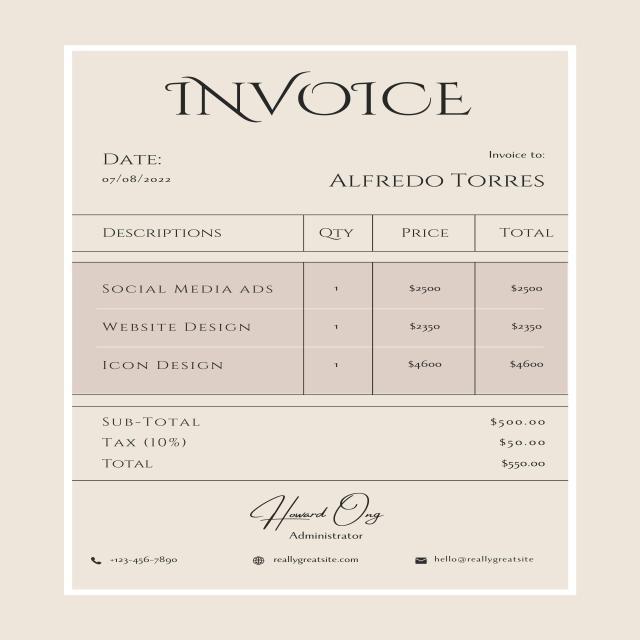 INVOICE
Date:
07/08/2022
Invoice to:
Alfredo Torres
Descriptions Qty Price Total
Social Media ads 1 $2500 $2500
Website Design 1 $2350 $2350
Icon Design 1 $4600 $4600
Sub-Total $500.00
Tax (10%) $50.00
Total $550.00
Howard Ong
Administrator
+123-456-7890 reallygreatsite.com hello@reallygreatsite